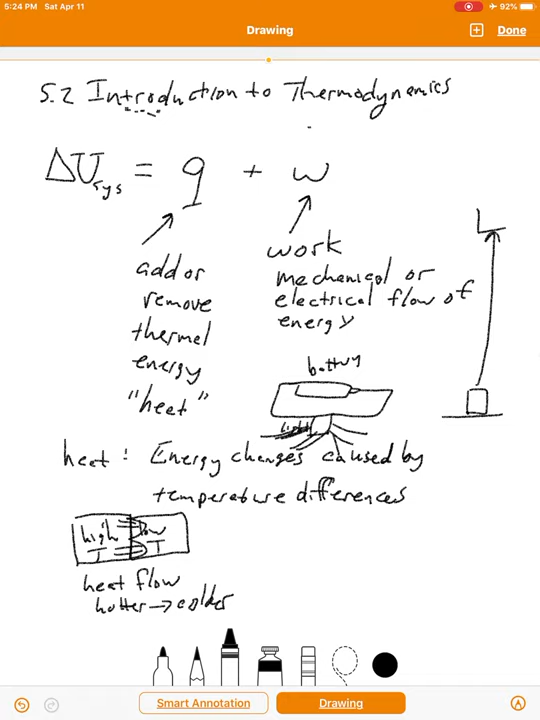 5:24 PM Sat Apr 11
92%
Drawing
Done
5.2 Introduction to Thermodynamics
ΔU sys = q + w
add or
remove
thermal
energy
"heat"
work
mechanical or
electrical flow of
energy
battery
light
heat : Energy changes caused by
temperature differences
high low
T T
heat flow
hotter → colder
Smart Annotation
Drawing